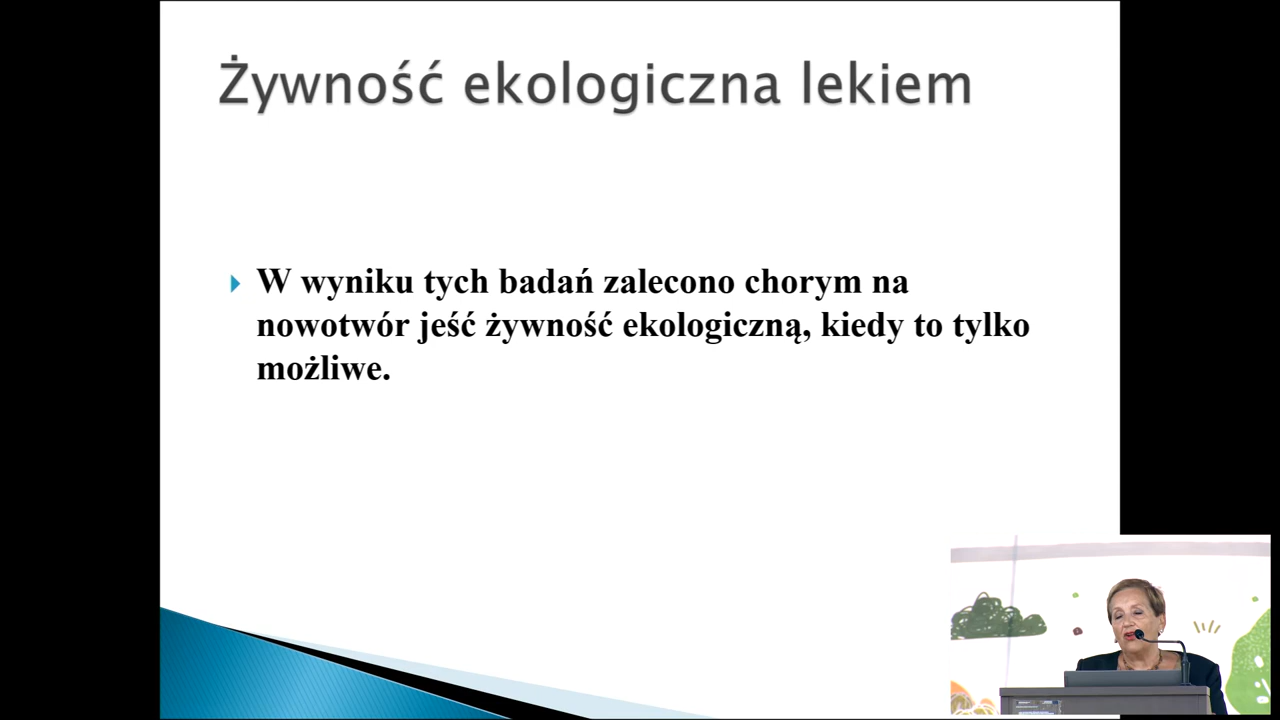 Żywność ekologiczna lekiem
W wyniku tych badań zalecono chorym na
nowotwór jeść żywność ekologiczną, kiedy to tylko
możliwe.